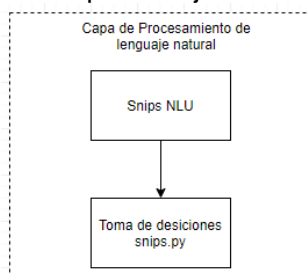 Capa de Procesamiento de
lenguaje natural
Snips NLU
Toma de desiciones
snips.py